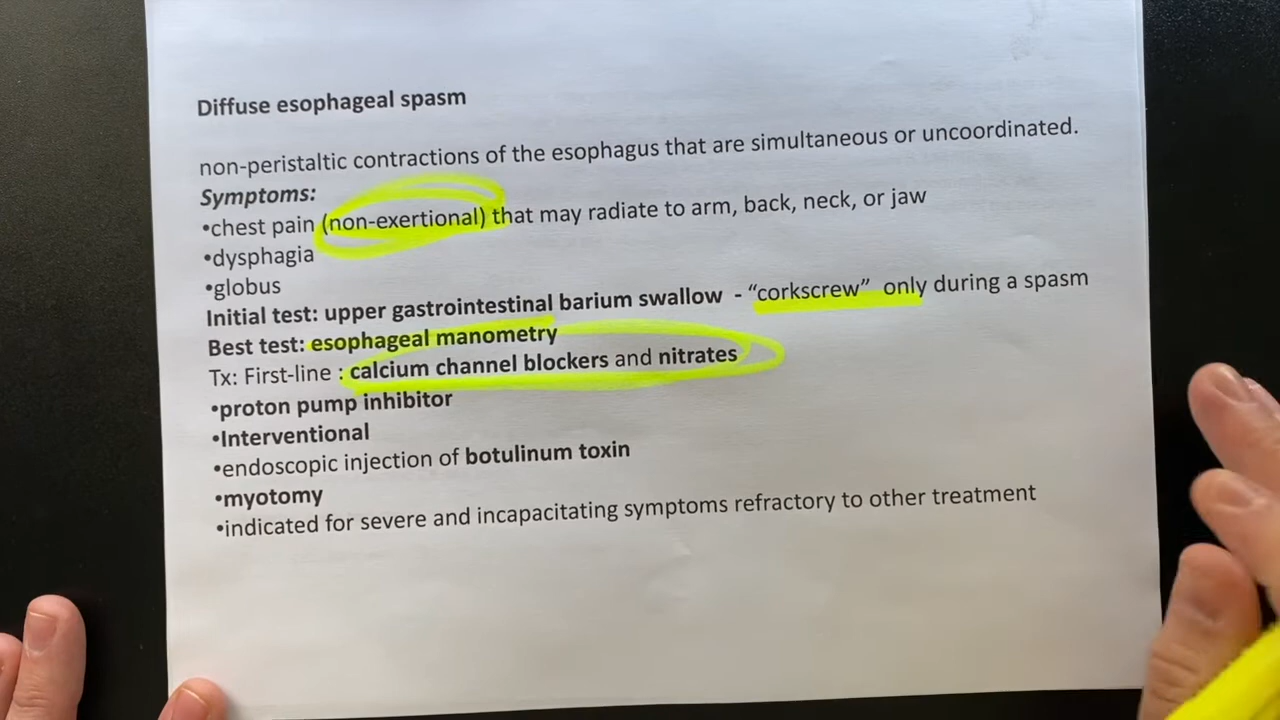 Diffuse esophageal spasm
non-peristaltic contractions of the esophagus that are simultaneous or uncoordinated.
Symptoms:
•chest pain (non-exertional) that may radiate to arm, back, neck, or jaw
•dysphagia
•globus
Initial test: upper gastrointestinal barium swallow - “corkscrew” only during a spasm
Best test: esophageal manometry
Tx: First-line : calcium channel blockers and nitrates
•proton pump inhibitor
•Interventional
•endoscopic injection of botulinum toxin
•myotomy
•indicated for severe and incapacitating symptoms refractory to other treatment